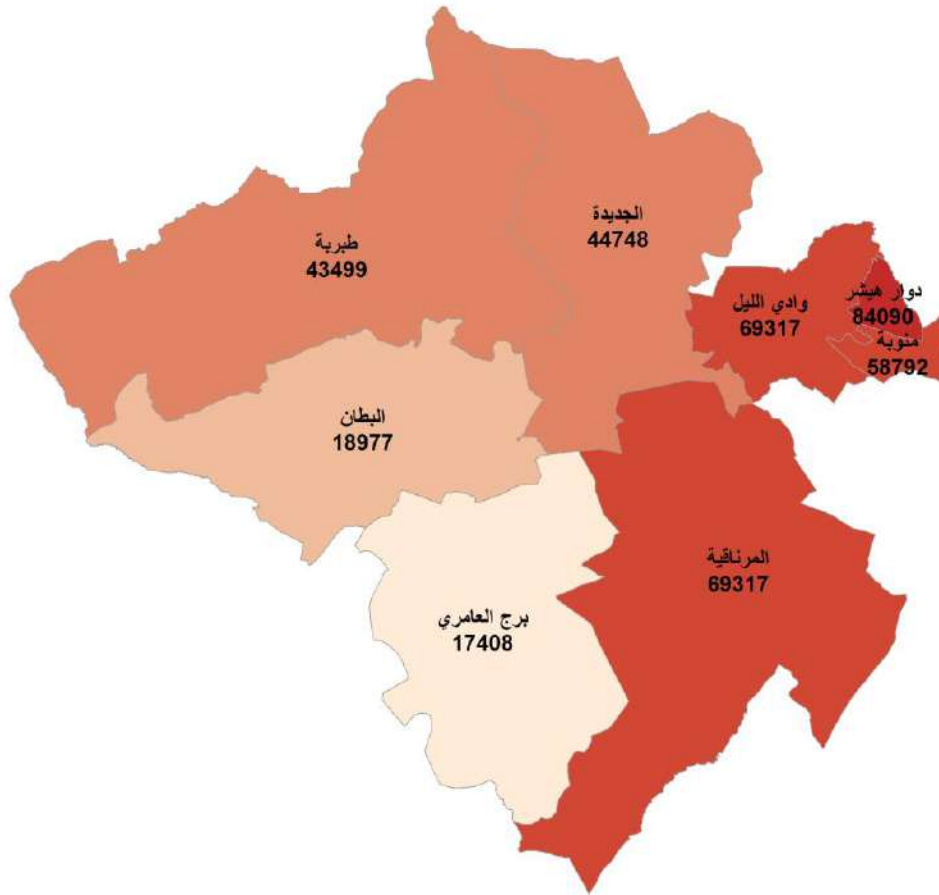 الجديدة
44748
طبربة
43499
دوار هيشر
84090
وادي الليل
69317
منوبة
58792
البطان
18977
المرناقية
69317
برج العامري
17408